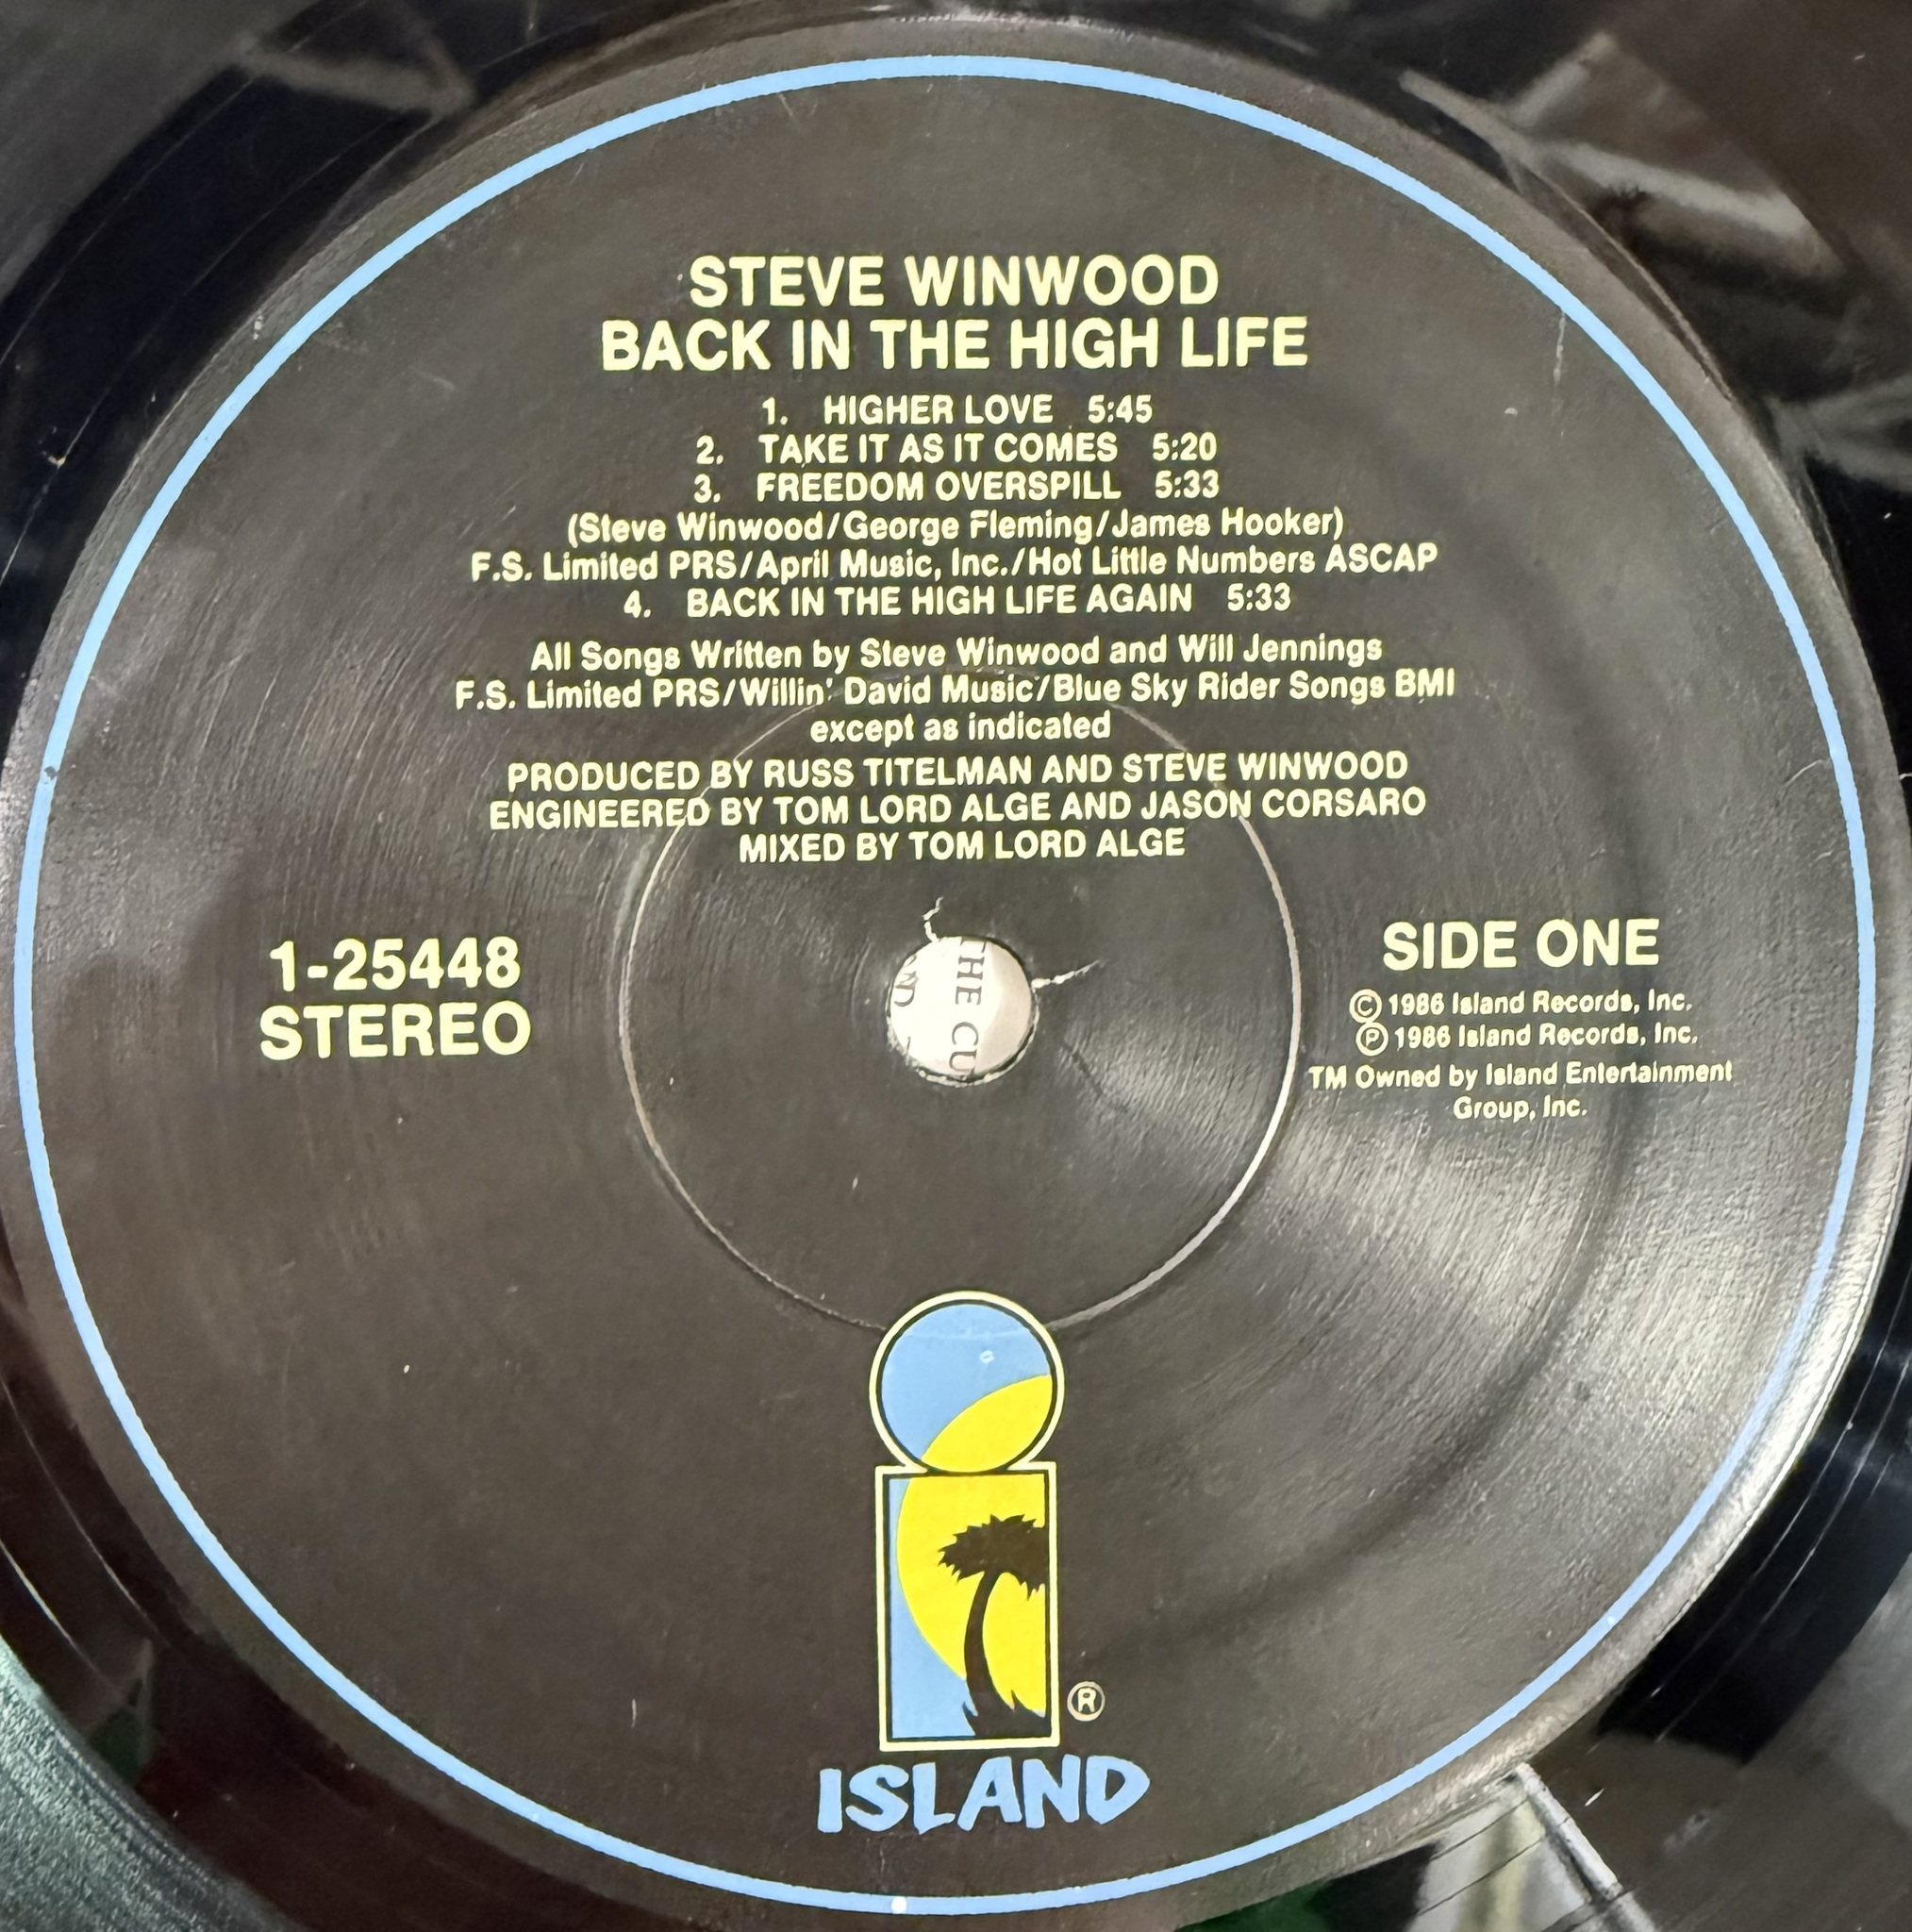 STEVE WINWOOD
BACK IN THE HIGH LIFE
1. HIGHER LOVE 5:45
2. TAKE IT AS IT COMES 5:20
3. FREEDOM OVERSPILL 5:33
(Steve Winwood/George Fleming/James Hooker)
F.S. Limited PRS/April Music, Inc./Hot Little Numbers ASCAP
4. BACK IN THE HIGH LIFE AGAIN 5:33
All Songs Written by Steve Winwood and Will Jennings
F.S. Limited PRS/Willin' David Music/Blue Sky Rider Songs BMI
except as indicated
PRODUCED BY RUSS TITELMAN AND STEVE WINWOOD
ENGINEERED BY TOM LORD ALGE AND JASON CORSARO
MIXED BY TOM LORD ALGE
1-25448
STEREO
THE CU
SIDE ONE
© 1986 Island Records, Inc.
℗ 1986 Island Records, Inc.
TM Owned by Island Entertainment
Group, Inc.
®
ISLAND